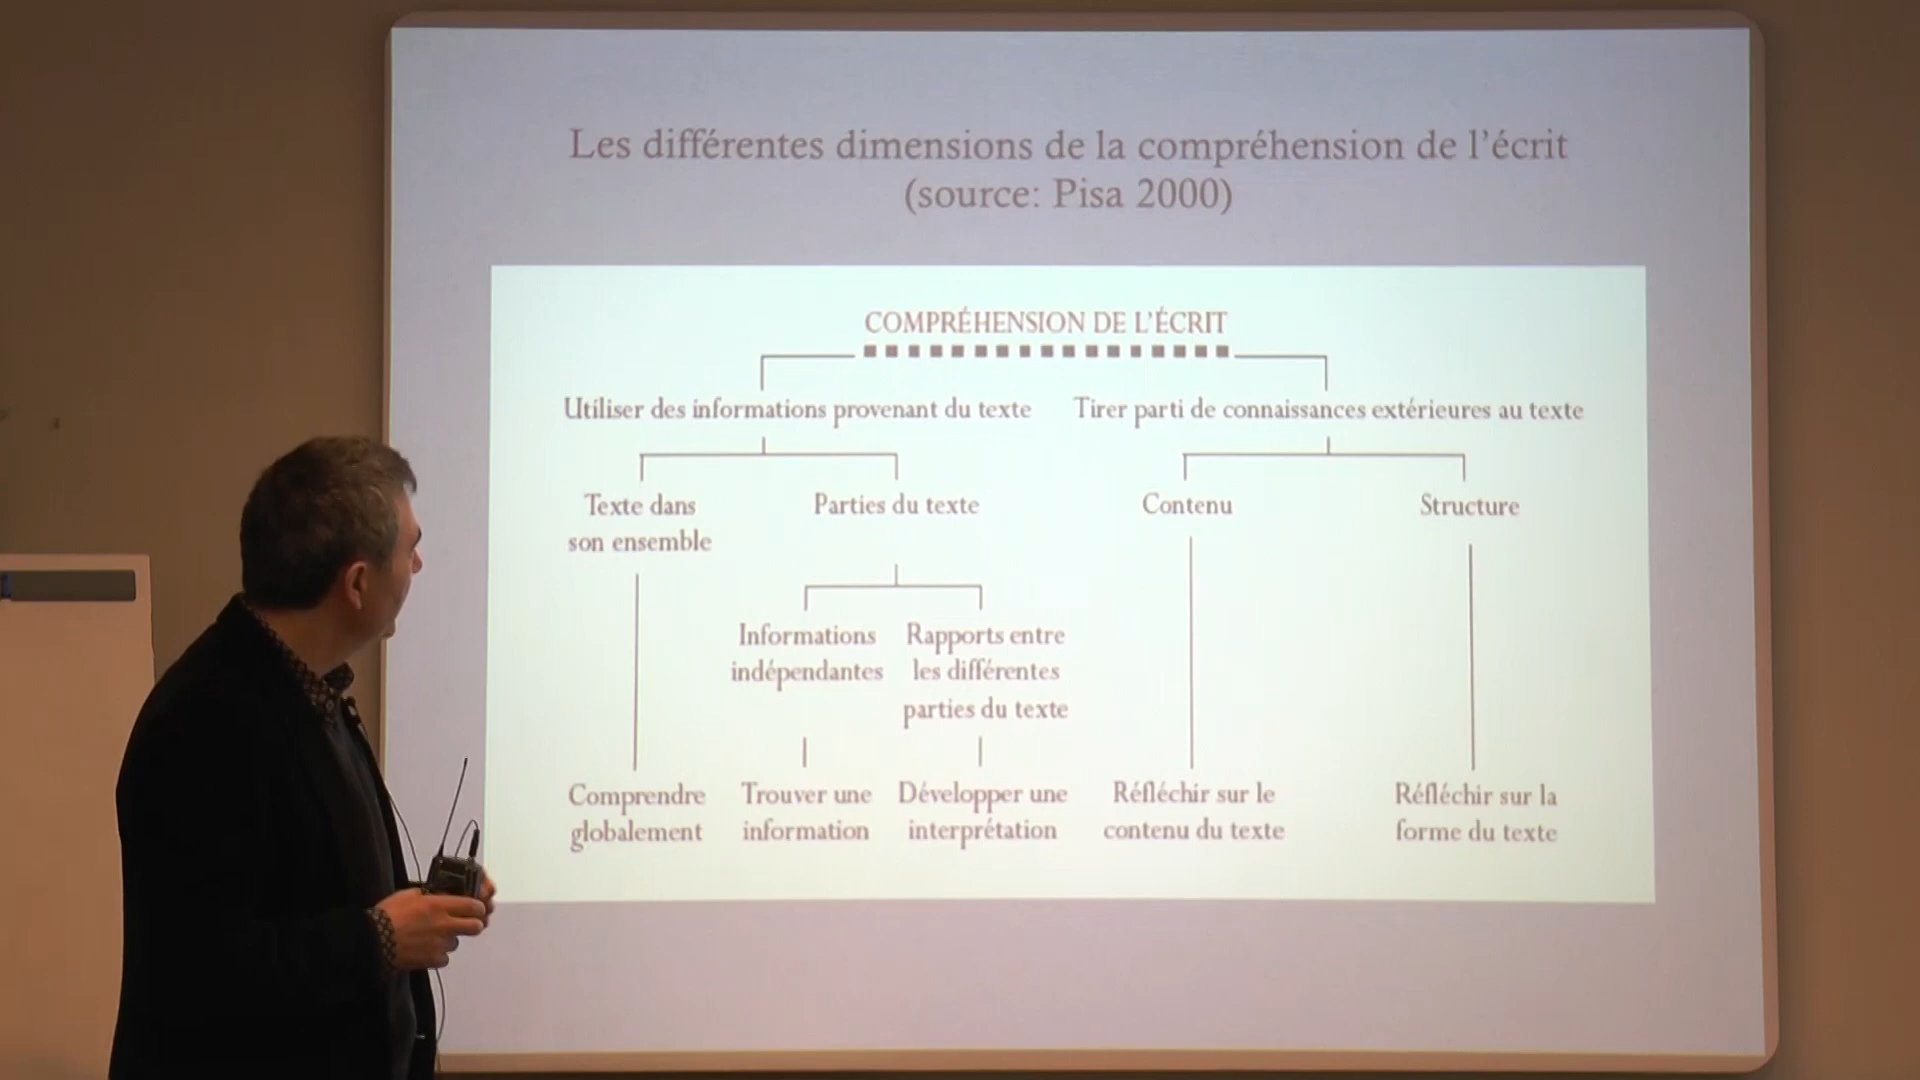 Les différentes dimensions de la compréhension de l'écrit
(source: Pisa 2000)
COMPRÉHENSION DE L'ÉCRIT
Utiliser des informations provenant du texte
Tirer parti de connaissances extérieures au texte
Texte dans
son ensemble
Parties du texte
Contenu
Structure
Informations
indépendantes
Rapports entre
les différentes
parties du texte
Comprendre
globalement
Trouver une
information
Développer une
interprétation
Réfléchir sur le
contenu du texte
Réfléchir sur la
forme du texte